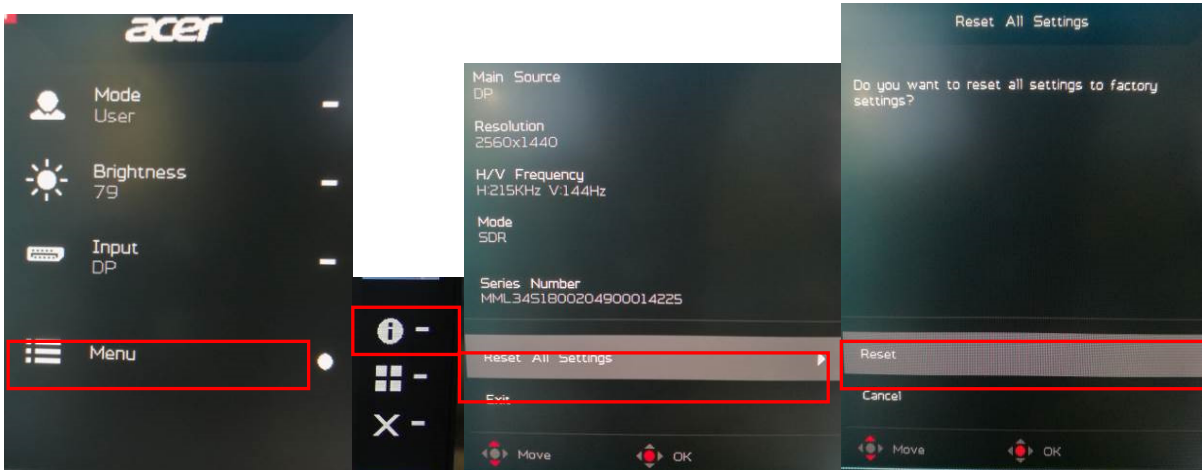 acer
Mode
User
Brightness
79
Input
DP
Menu
Main Source
DP
Resolution
2560x1440
H/V Frequency
H:215KHz V:144Hz
Mode
SDR
Series Number
MML3451800204900014225
Reset All Settings
Exit
Move OK
Reset All Settings
Do you want to reset all settings to factory
settings?
Reset
Cancel
Move OK